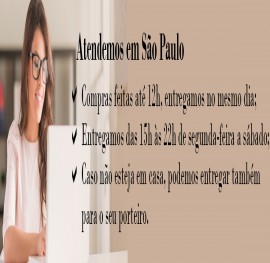 Atendemos em São Paulo
Compras feitas até 12h, entregamos no mesmo dia;
Entregamos das 15h às 22h de segunda-feira a sábado;
Caso não esteja em casa, podemos entregar também
para o seu porteiro.